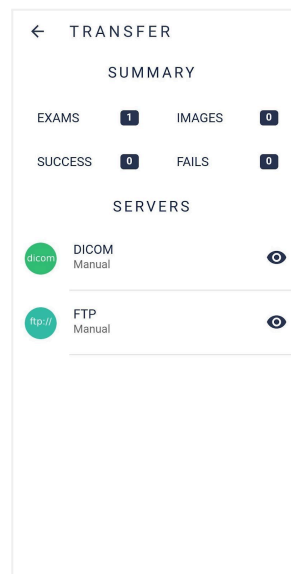 TRANSFER
SUMMARY
EXAMS 1 IMAGES 0
SUCCESS 0 FAILS 0
SERVERS
dicom DICOM
Manual
ftp:// FTP
Manual